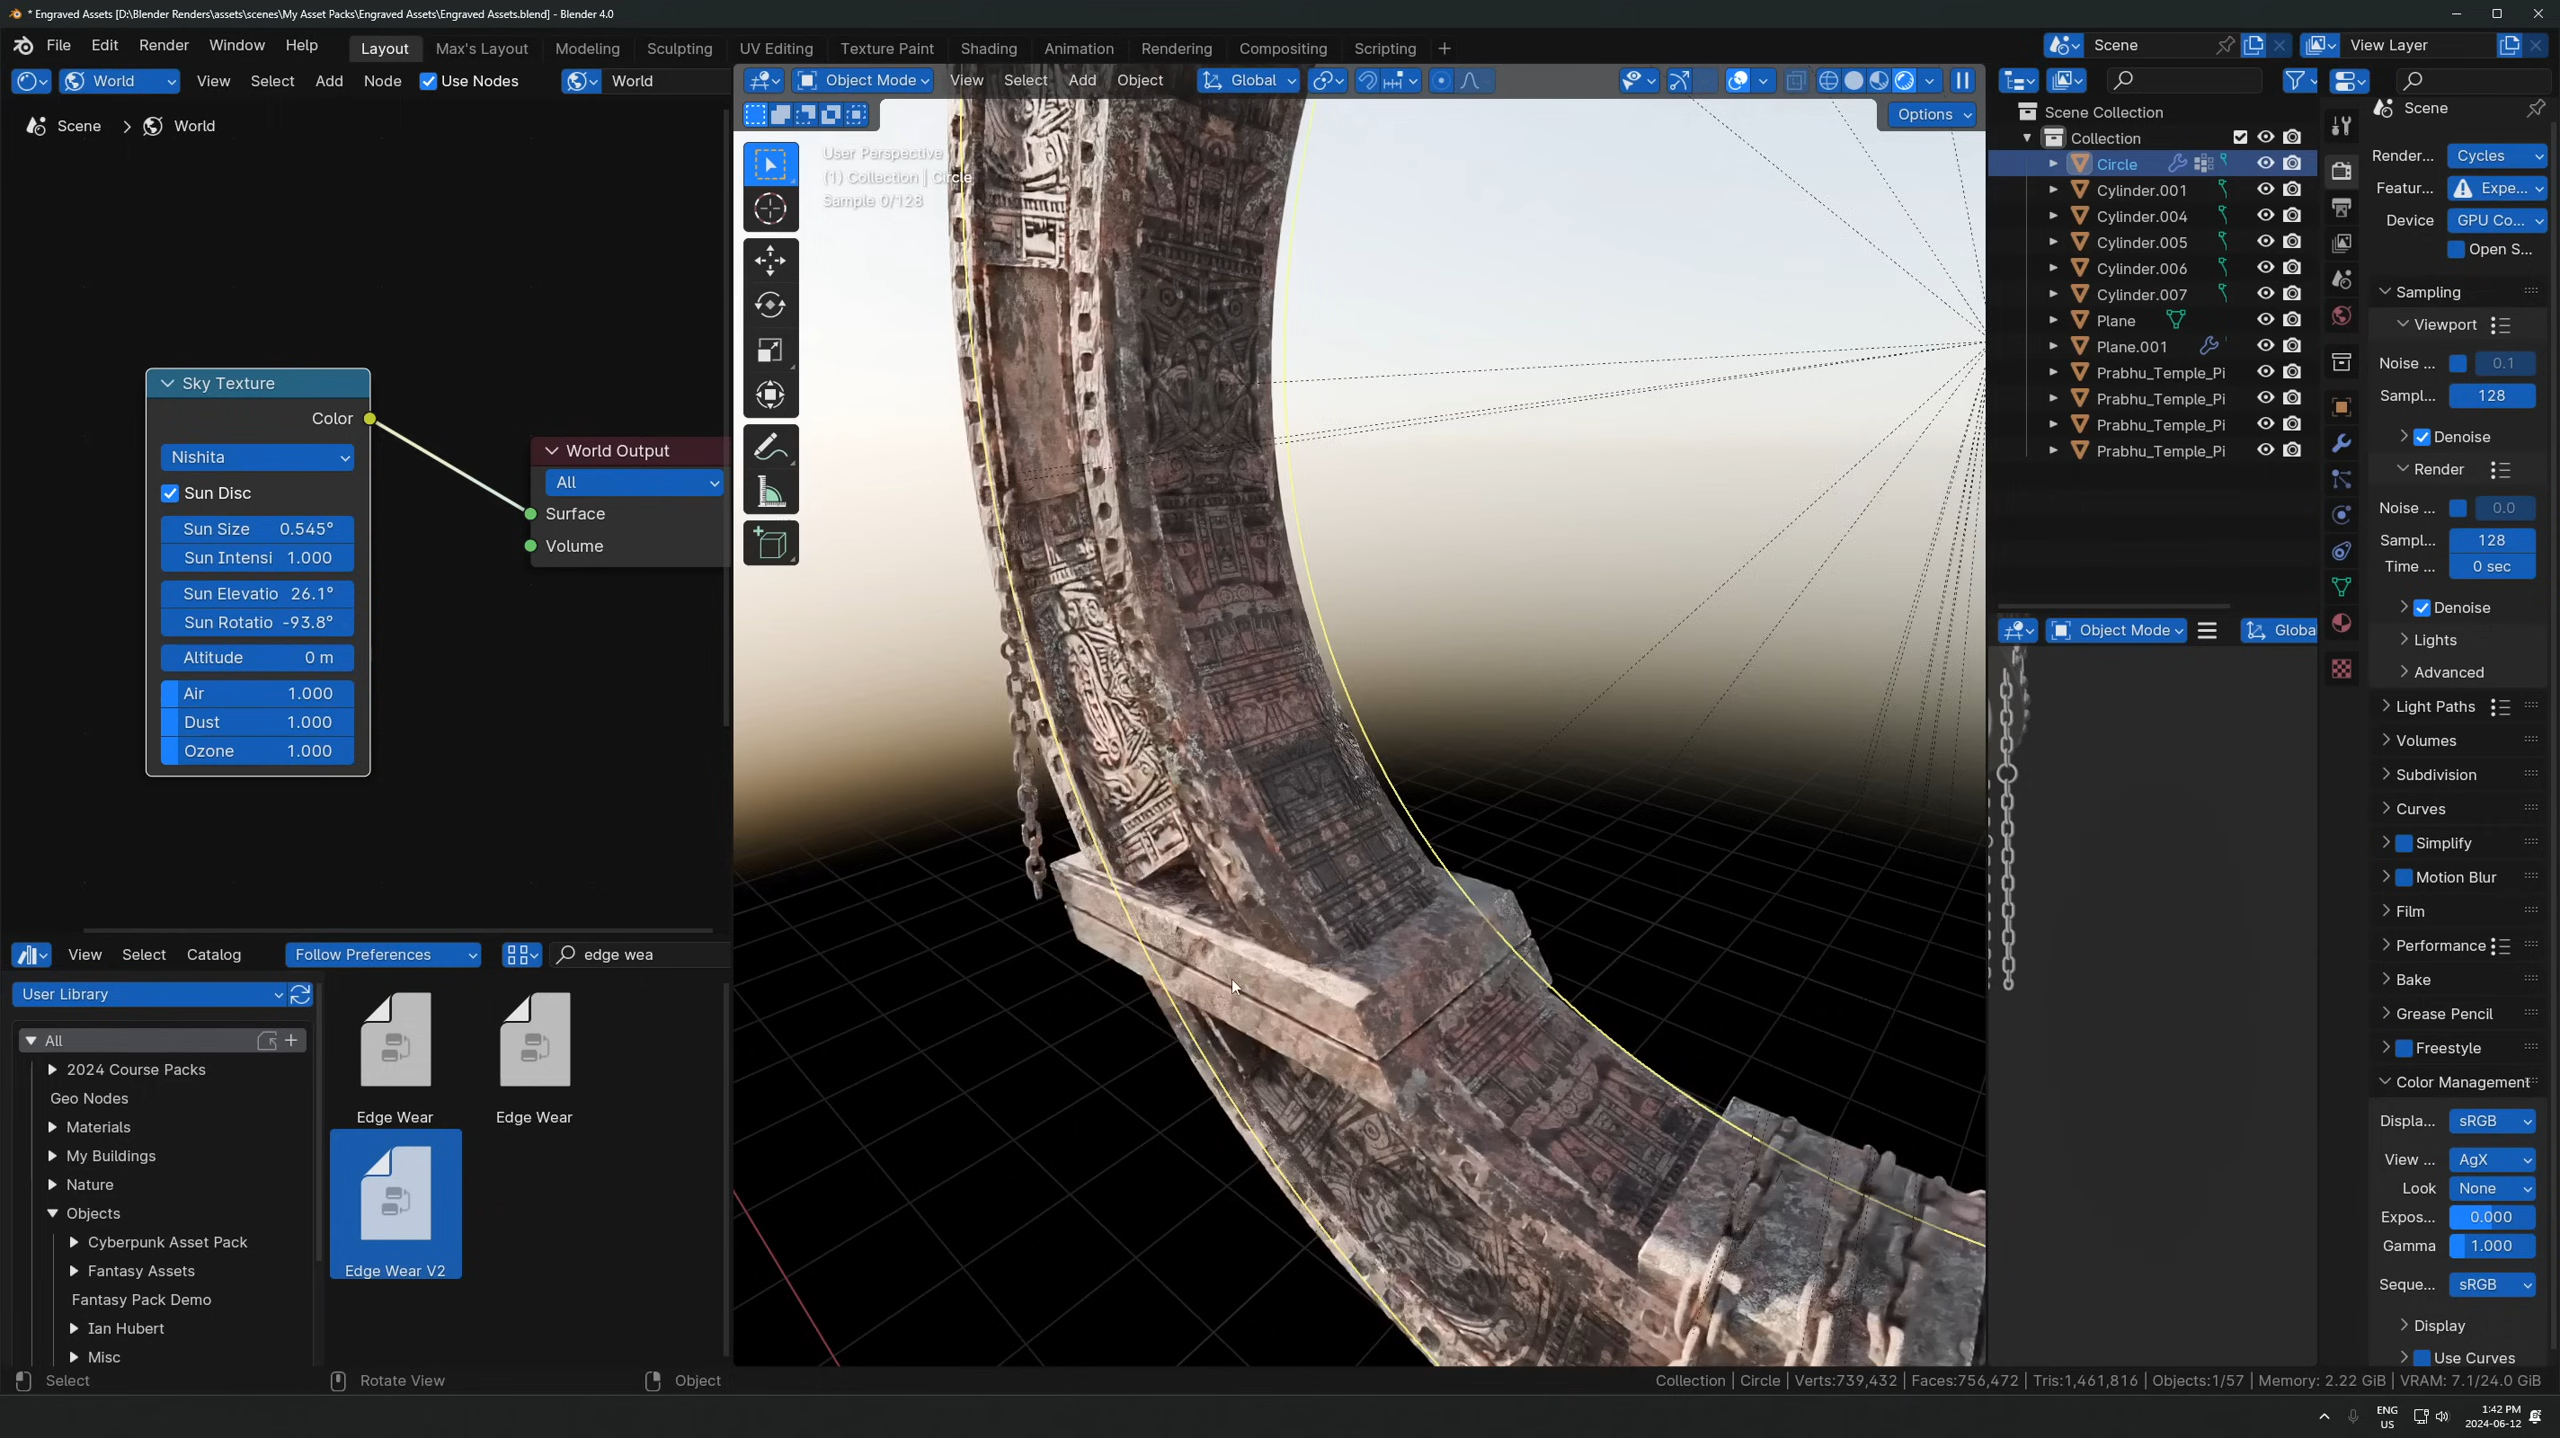 * Engraved Assets [D:\Blender Renders\assets\scenes\My Asset Packs\Engraved Assets\Engraved Assets.blend] - Blender 4.0
File Edit Render Window Help Layout Max's Layout Modeling Sculpting UV Editing Texture Paint Shading Animation Rendering Compositing Scripting +
Scene
View Layer
World View Select Add Node Use Nodes World
Scene > World
Sky Texture
Color
Nishita
Sun Disc
Sun Size 0.545°
Sun Intensi 1.000
Sun Elevatio 26.1°
Sun Rotatio -93.8°
Altitude 0 m
Air 1.000
Dust 1.000
Ozone 1.000
World Output
All
Surface
Volume
Object Mode View Select Add Object Global
Options
User Perspective
(1) Collection | Circle
Sample 0/128
Scene Collection
Collection
Circle
Cylinder.001
Cylinder.004
Cylinder.005
Cylinder.006
Cylinder.007
Plane
Plane.001
Prabhu_Temple_Pi
Prabhu_Temple_Pi
Prabhu_Temple_Pi
Prabhu_Temple_Pi
Object Mode Globa
Scene
Render... Cycles
Featur... Expe...
Device GPU Co...
Open S...
Sampling
Viewport
Noise ... 0.1
Sampl... 128
Denoise
Render
Noise ... 0.0
Sampl... 128
Time ... 0 sec
Denoise
Lights
Advanced
Light Paths
Volumes
Subdivision
Curves
Simplify
Motion Blur
Film
Performance
Bake
Grease Pencil
Freestyle
Color Management
Displa... sRGB
View ... AgX
Look None
Expos... 0.000
Gamma 1.000
Seque... sRGB
Display
Use Curves
View Select Catalog Follow Preferences edge wea
User Library
All
2024 Course Packs
Geo Nodes
Materials
My Buildings
Nature
Objects
Cyberpunk Asset Pack
Fantasy Assets
Fantasy Pack Demo
Ian Hubert
Misc
Edge Wear
Edge Wear
Edge Wear V2
Select Rotate View Object
Collection | Circle | Verts:739,432 | Faces:756,472 | Tris:1,461,816 | Objects:1/57 | Memory: 2.22 GiB | VRAM: 7.1/24.0 GiB
ENG
US
1:42 PM
2024-06-12